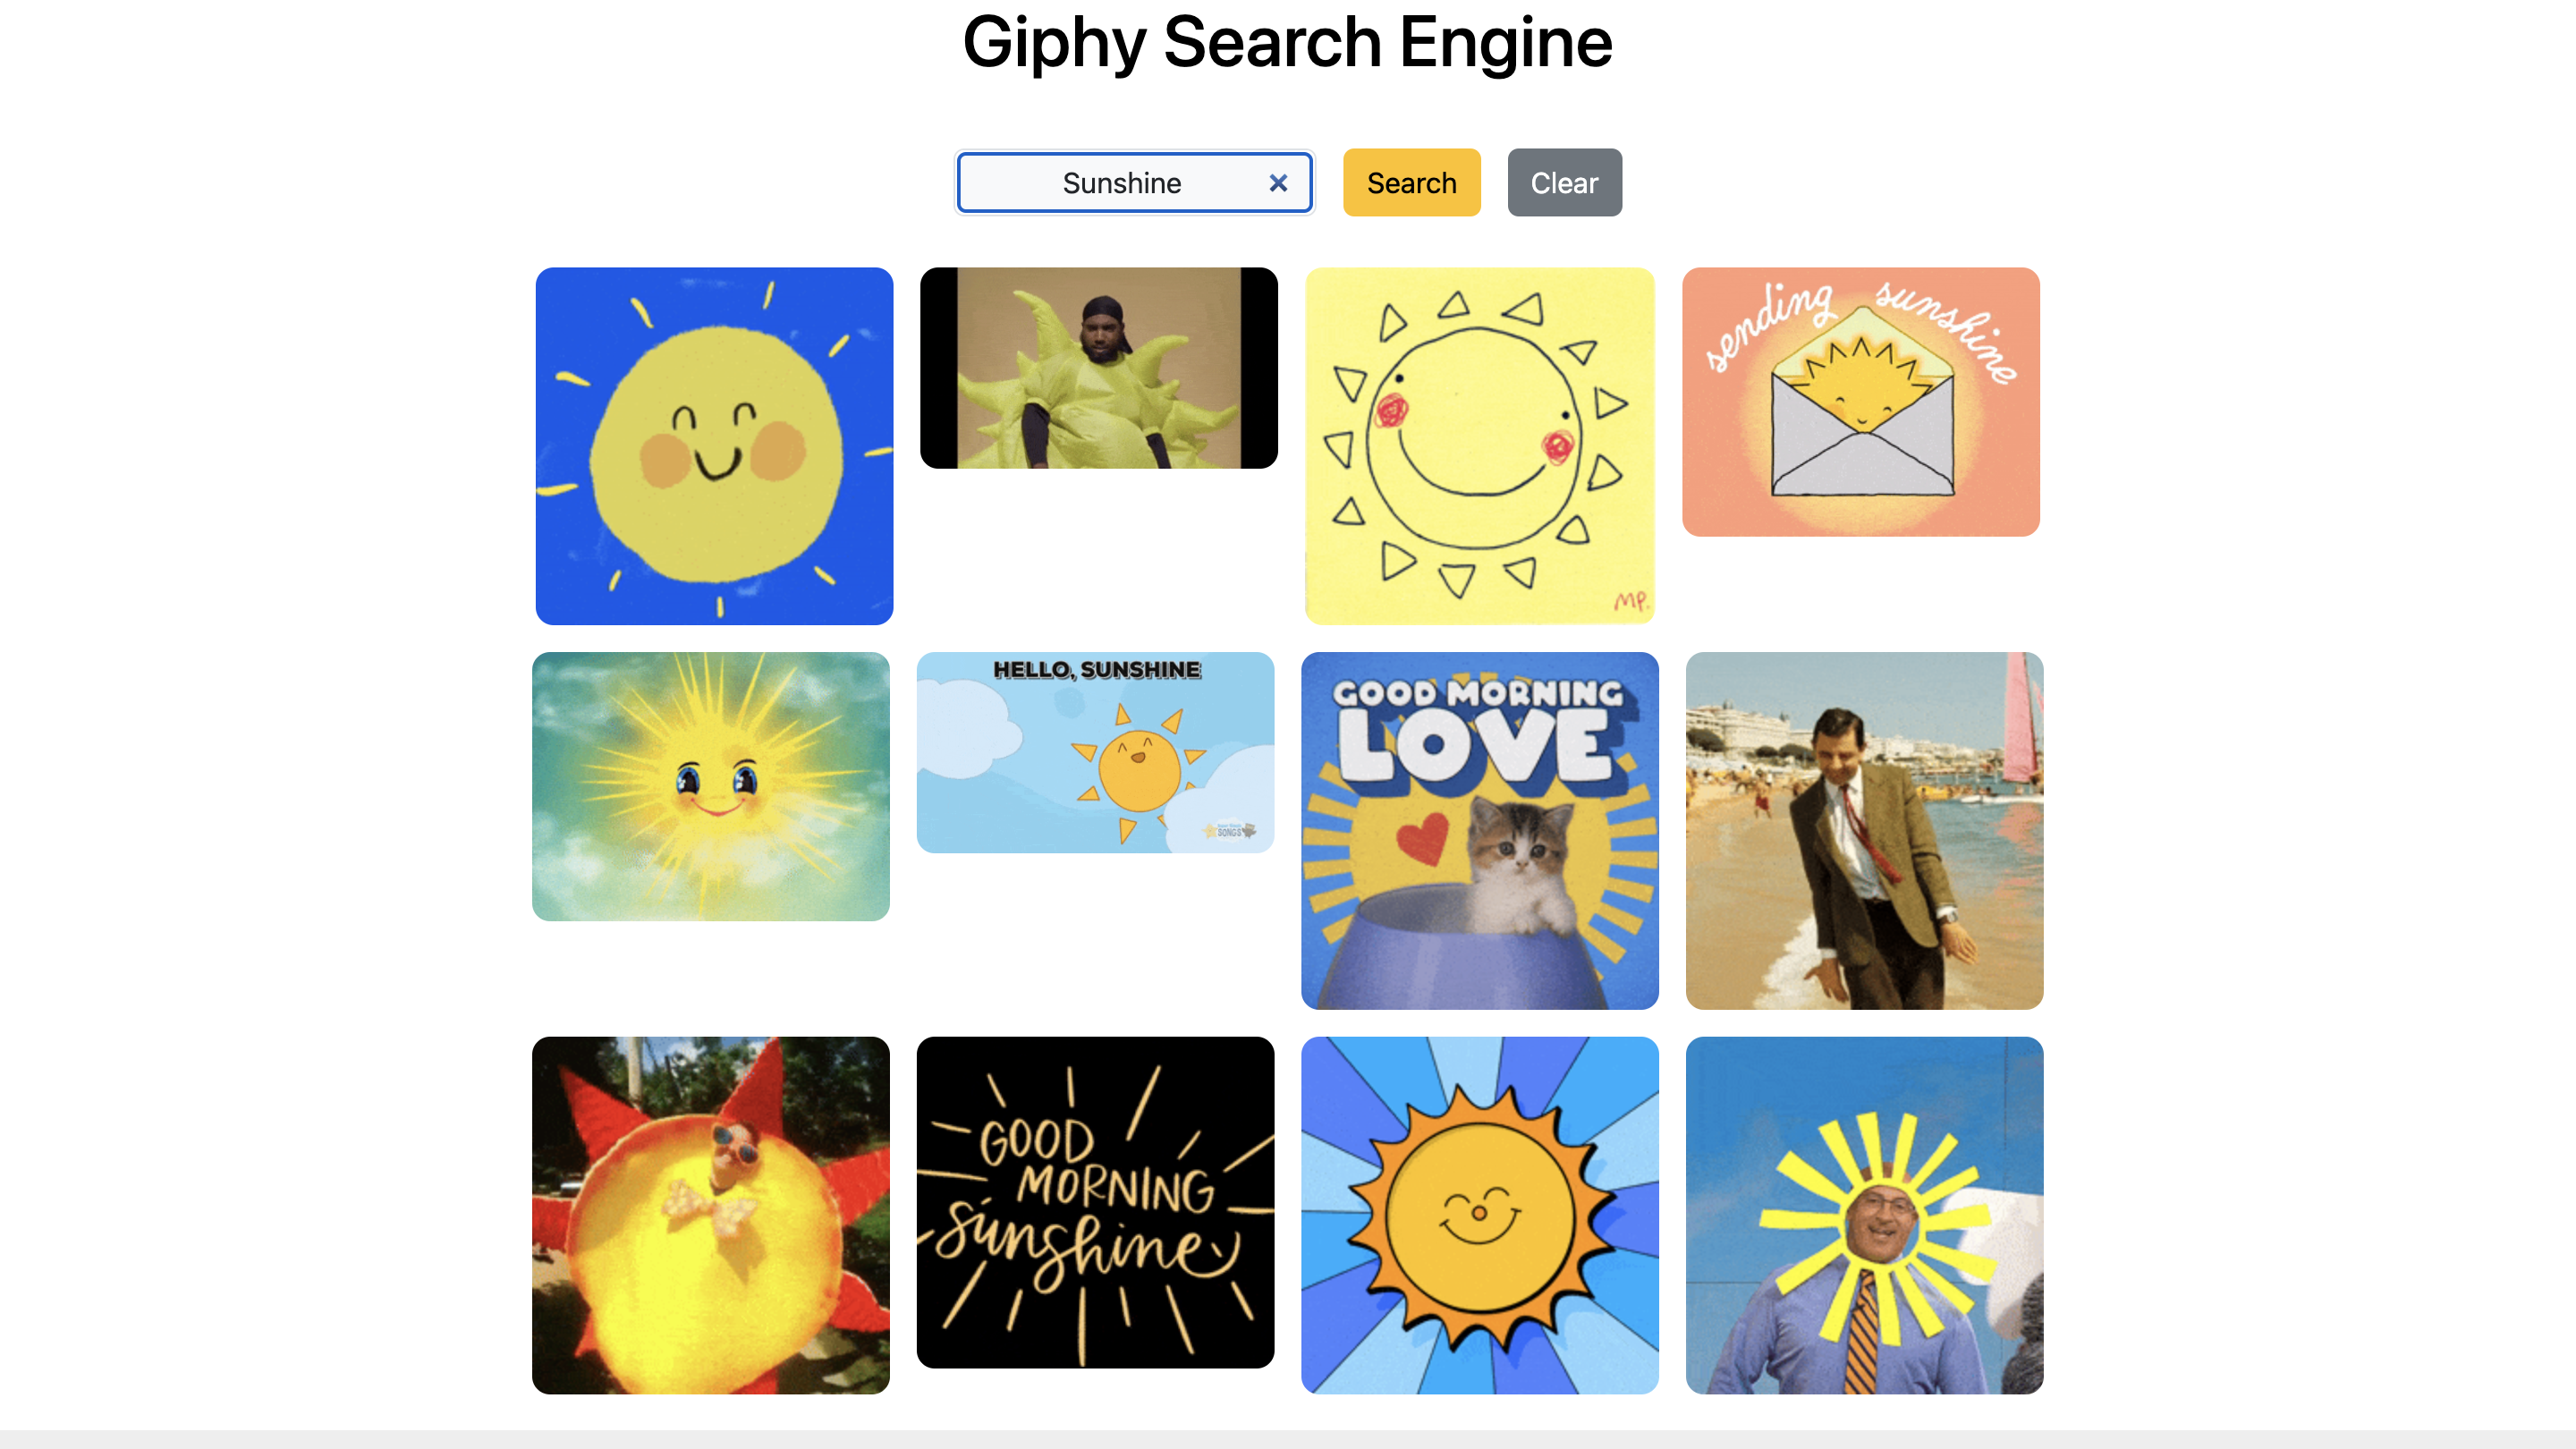 Giphy Search Engine
Sunshine
Search
Clear
sending sunshine
MP.
HELLO, SUNSHINE
SONGS
GOOD MORNING
LOVE
GOOD
MORNING
sunshine